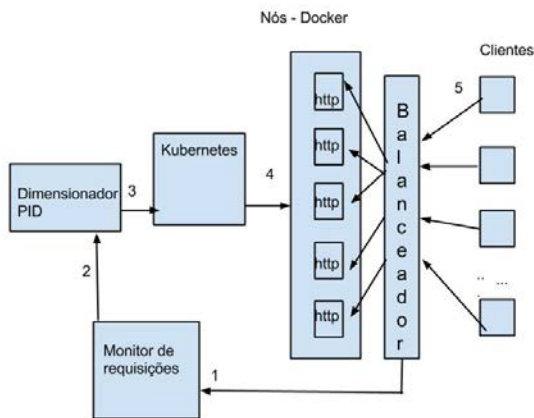 Nós - Docker
Clientes
5
http
Balanceador
Kubernetes
4
http
Dimensionador
PID
3
http
2
http
http
Monitor de
requisições
1
.. ...
.